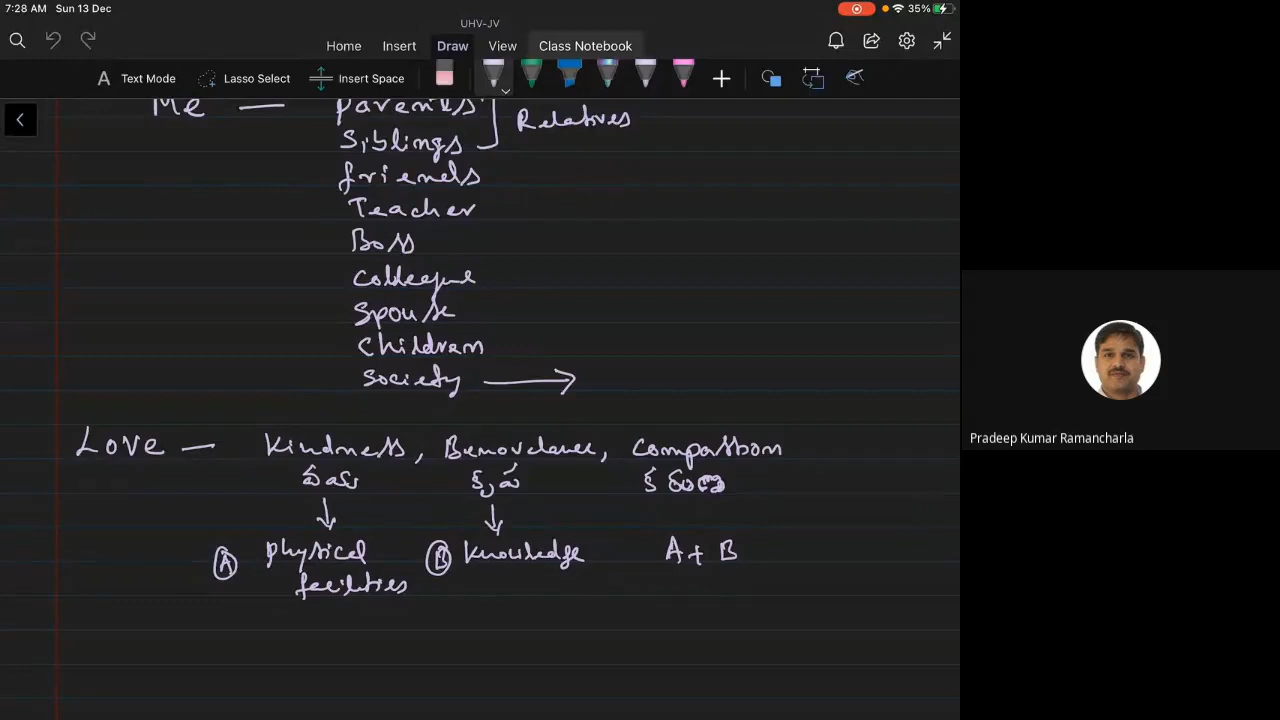 7:28 AM Sun 13 Dec
35%
UHV-JV
Home Insert Draw View Class Notebook
Text Mode Lasso Select Insert Space
Me — parents
Siblings
Relatives
friends
Teacher
Boss
Spouse
children
society →
Love — Kindness, Benovelance, compassion
↓ ↓
Ⓐ physical Ⓑ knowledge A + B
facilities
Pradeep Kumar Ramancharla